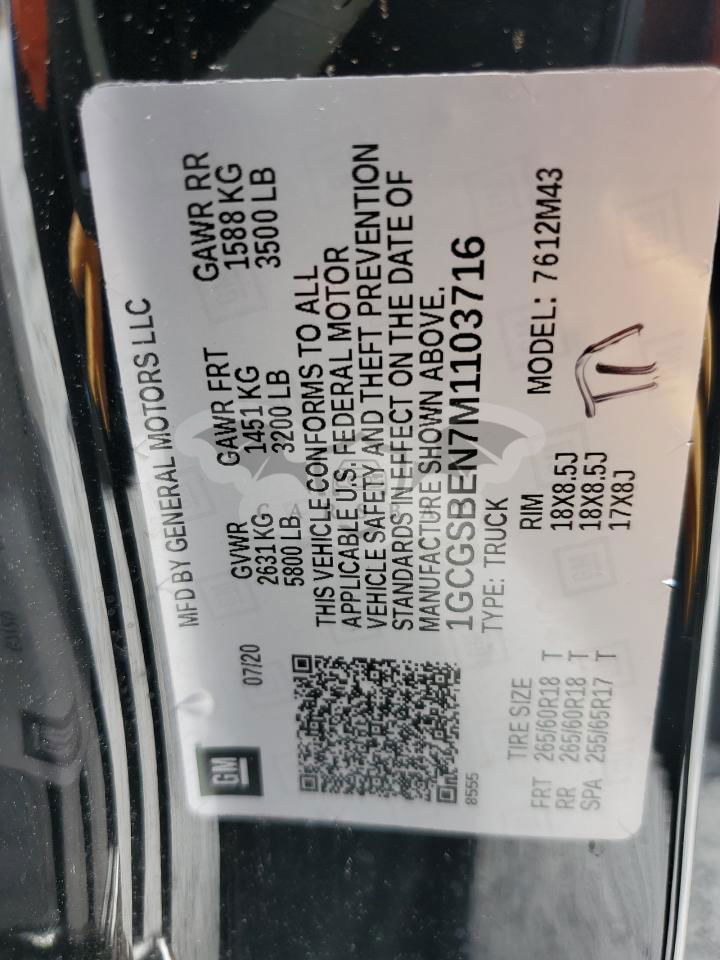 MFD BY GENERAL MOTORS LLC
GM
07/20
GVWR GAWR FRT GAWR RR
2631 KG 1451 KG 1588 KG
5800 LB 3200 LB 3500 LB
THIS VEHICLE CONFORMS TO ALL
APPLICABLE U.S. FEDERAL MOTOR
VEHICLE SAFETY AND THEFT PREVENTION
STANDARDS IN EFFECT ON THE DATE OF
MANUFACTURE SHOWN ABOVE.
1GCGSBEN7M1103716
8555
TYPE: TRUCK
MODEL: 7612M43
TIRE SIZE RIM
FRT 265/60R18 T 18X8.5J
RR 265/60R18 T 18X8.5J
SPA 255/65R17 T 17X8J